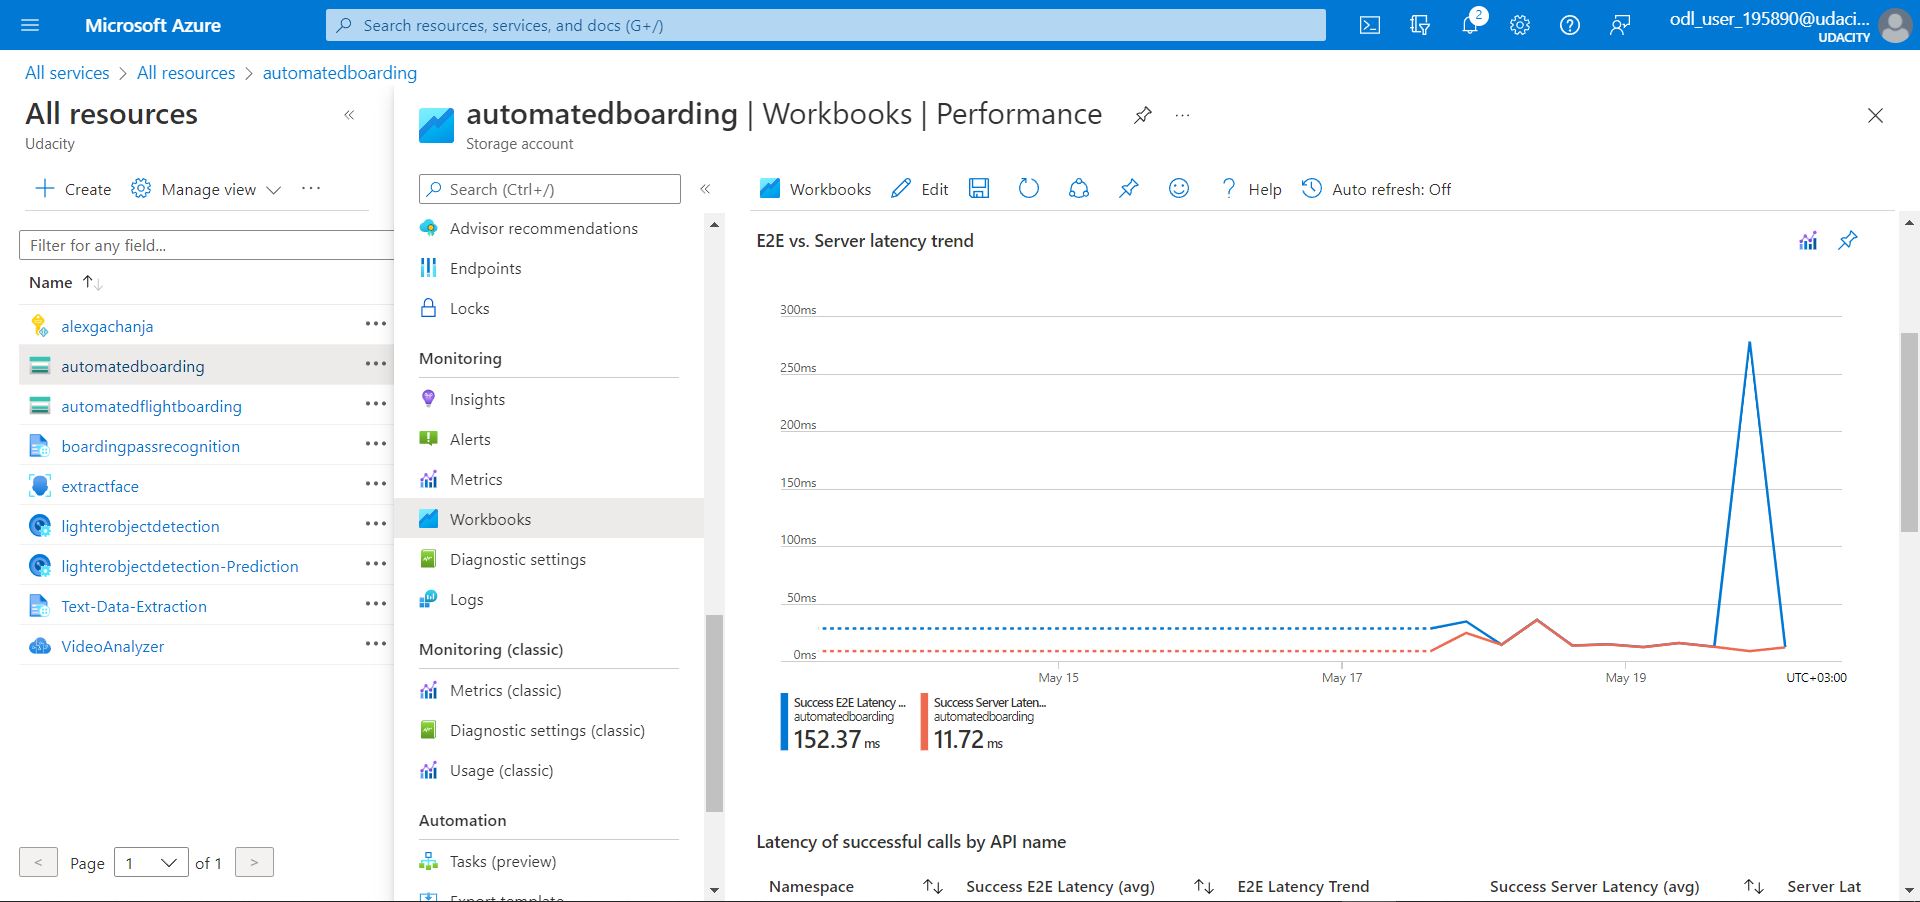 Microsoft Azure
Search resources, services, and docs (G+/)
2
odl_user_195890@udaci...
UDACITY
All services > All resources > automatedboarding
All resources
Udacity
Create
Manage view
Filter for any field...
Name
alexgachanja
automatedboarding
automatedflightboarding
boardingpassrecognition
extractface
lighterobjectdetection
lighterobjectdetection-Prediction
Text-Data-Extraction
VideoAnalyzer
< Page 1 of 1 >
automatedboarding | Workbooks | Performance
Storage account
Search (Ctrl+/)
Advisor recommendations
Endpoints
Locks
Monitoring
Insights
Alerts
Metrics
Workbooks
Diagnostic settings
Logs
Monitoring (classic)
Metrics (classic)
Diagnostic settings (classic)
Usage (classic)
Automation
Tasks (preview)
Export template
Workbooks Edit Help Auto refresh: Off
E2E vs. Server latency trend
300ms
250ms
200ms
150ms
100ms
50ms
0ms
May 15 May 17 May 19 UTC+03:00
Success E2E Latency ...
automatedboarding
152.37 ms
Success Server Laten...
automatedboarding
11.72 ms
Latency of successful calls by API name
Namespace Success E2E Latency (avg) E2E Latency Trend Success Server Latency (avg) Server Lat